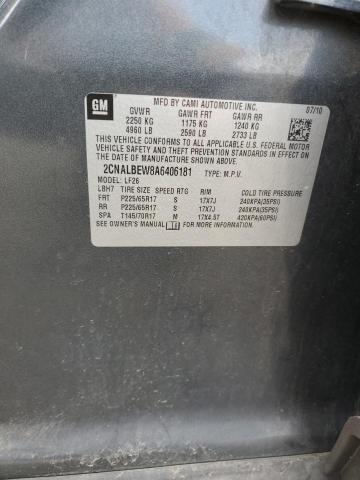 GM
MFD BY CAMI AUTOMOTIVE INC.
07/10
GVWR GAWR FRT GAWR RR
2250 KG 1175 KG 1240 KG
4960 LB 2590 LB 2733 LB
THIS VEHICLE CONFORMS TO ALL APPLICABLE U.S. FEDERAL MOTOR
VEHICLE SAFETY AND THEFT PREVENTION STANDARDS IN EFFECT ON
THE DATE OF MANUFACTURE SHOWN ABOVE.
2CNALBEW8A6406181 TYPE: M.P.V.
MODEL: LF26
LBH7 TIRE SIZE SPEED RTG RIM COLD TIRE PRESSURE
FRT P225/65R17 S 17X7J 240KPA(35PSI)
RR P225/65R17 S 17X7J 240KPA(35PSI)
SPA T145/70R17 M 17X4.5T 420KPA(60PSI)
SEE OWNER'S MANUAL FOR MORE INFORMATION.